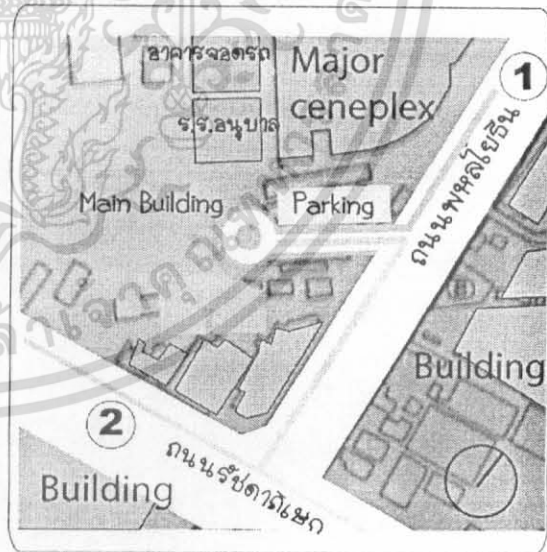 อาคารจอดรถ
Major
ceneplex
1
ร.ร.อนุบาล
Main Building
Parking
ถนนพหลโยธิน
Building
2
ถนนรัชดาภิเษก
Building